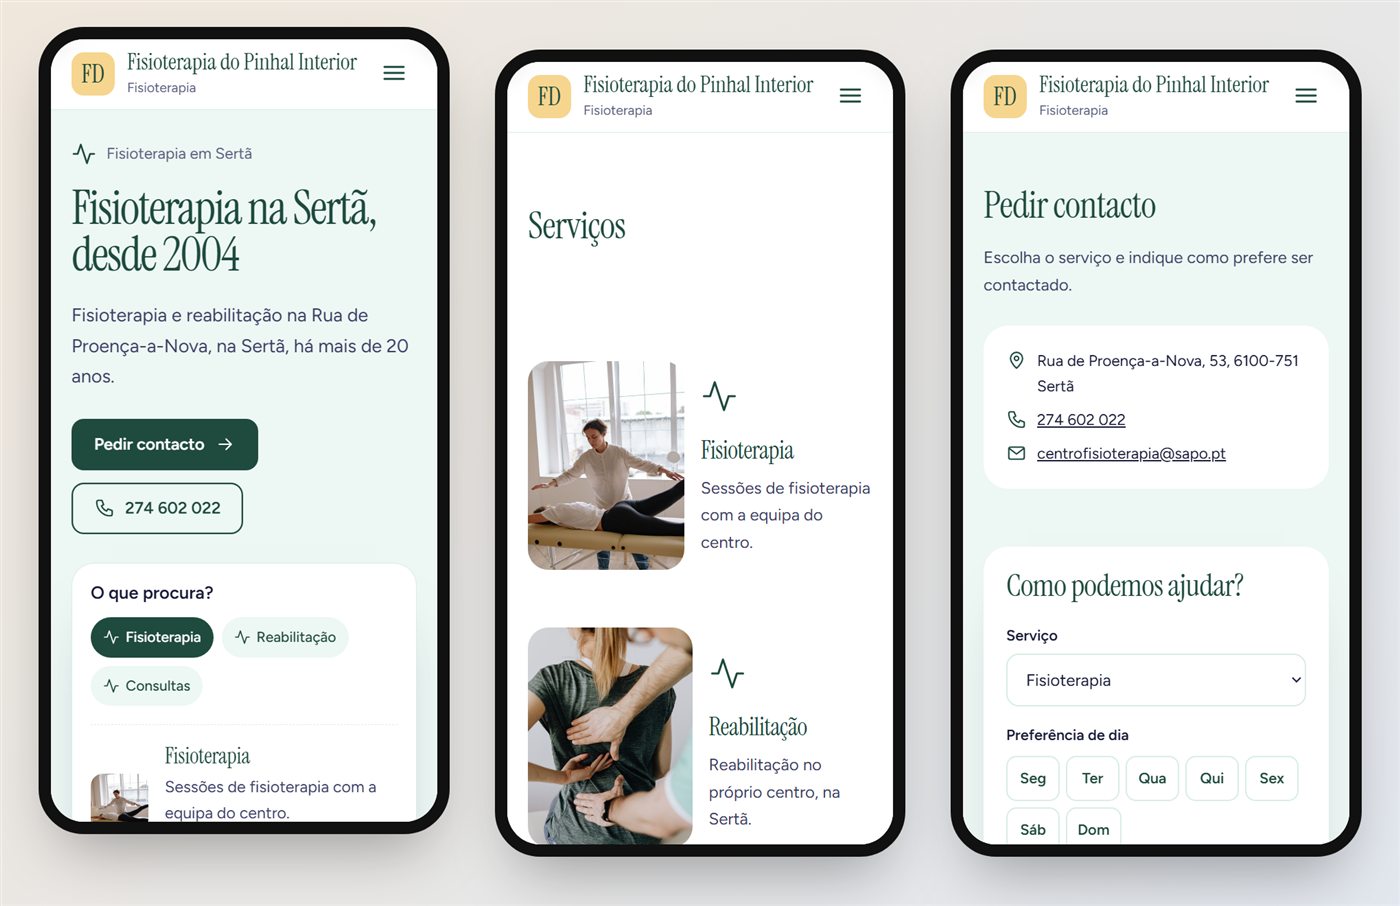 FD
Fisioterapia do Pinhal Interior
Fisioterapia
Fisioterapia em Sertã
Fisioterapia na Sertã,
desde 2004
Fisioterapia e reabilitação na Rua de
Proença-a-Nova, na Sertã, há mais de 20
anos.
Pedir contacto
274 602 022
O que procura?
Fisioterapia
Reabilitação
Consultas
Fisioterapia
Sessões de fisioterapia com a
equipa do centro.
FD
Fisioterapia do Pinhal Interior
Fisioterapia
Serviços
Fisioterapia
Sessões de fisioterapia
com a equipa do
centro.
Reabilitação
Reabilitação no
próprio centro, na
Sertã.
FD
Fisioterapia do Pinhal Interior
Fisioterapia
Pedir contacto
Escolha o serviço e indique como prefere ser
contactado.
Rua de Proença-a-Nova, 53, 6100-751
Sertã
274 602 022
centrofisioterapia@sapo.pt
Como podemos ajudar?
Serviço
Fisioterapia
Preferência de dia
Seg
Ter
Qua
Qui
Sex
Sáb
Dom